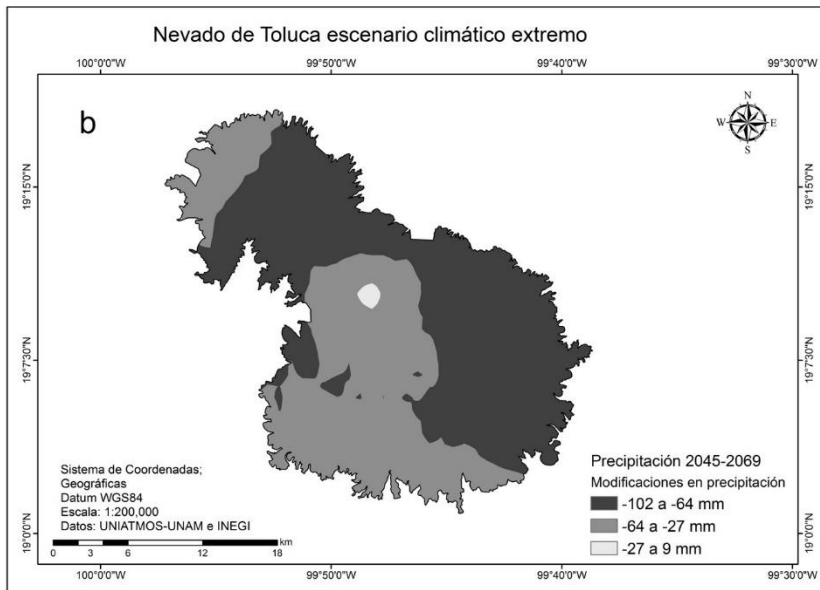 Nevado de Toluca escenario climático extremo
100°0'0"W 99°50'0"W 99°40'0"W 99°30'0"W
b
N
W E
S
19°15'0"N 19°15'0"N
19°7'30"N 19°7'30"N
19°0'0"N 19°0'0"N
Sistema de Coordenadas;
Geográficas
Datum WGS84
Escala: 1:200,000
Datos: UNIATMOS-UNAM e INEGI
km
0 3 6 12 18
Precipitación 2045-2069
Modificaciones en precipitación
-102 a -64 mm
-64 a -27 mm
-27 a 9 mm
100°0'0"W 99°50'0"W 99°40'0"W 99°30'0"W